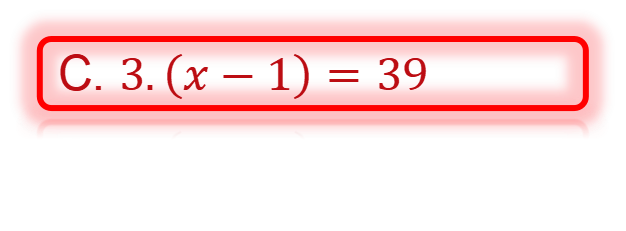 C. 3. (x − 1) = 39